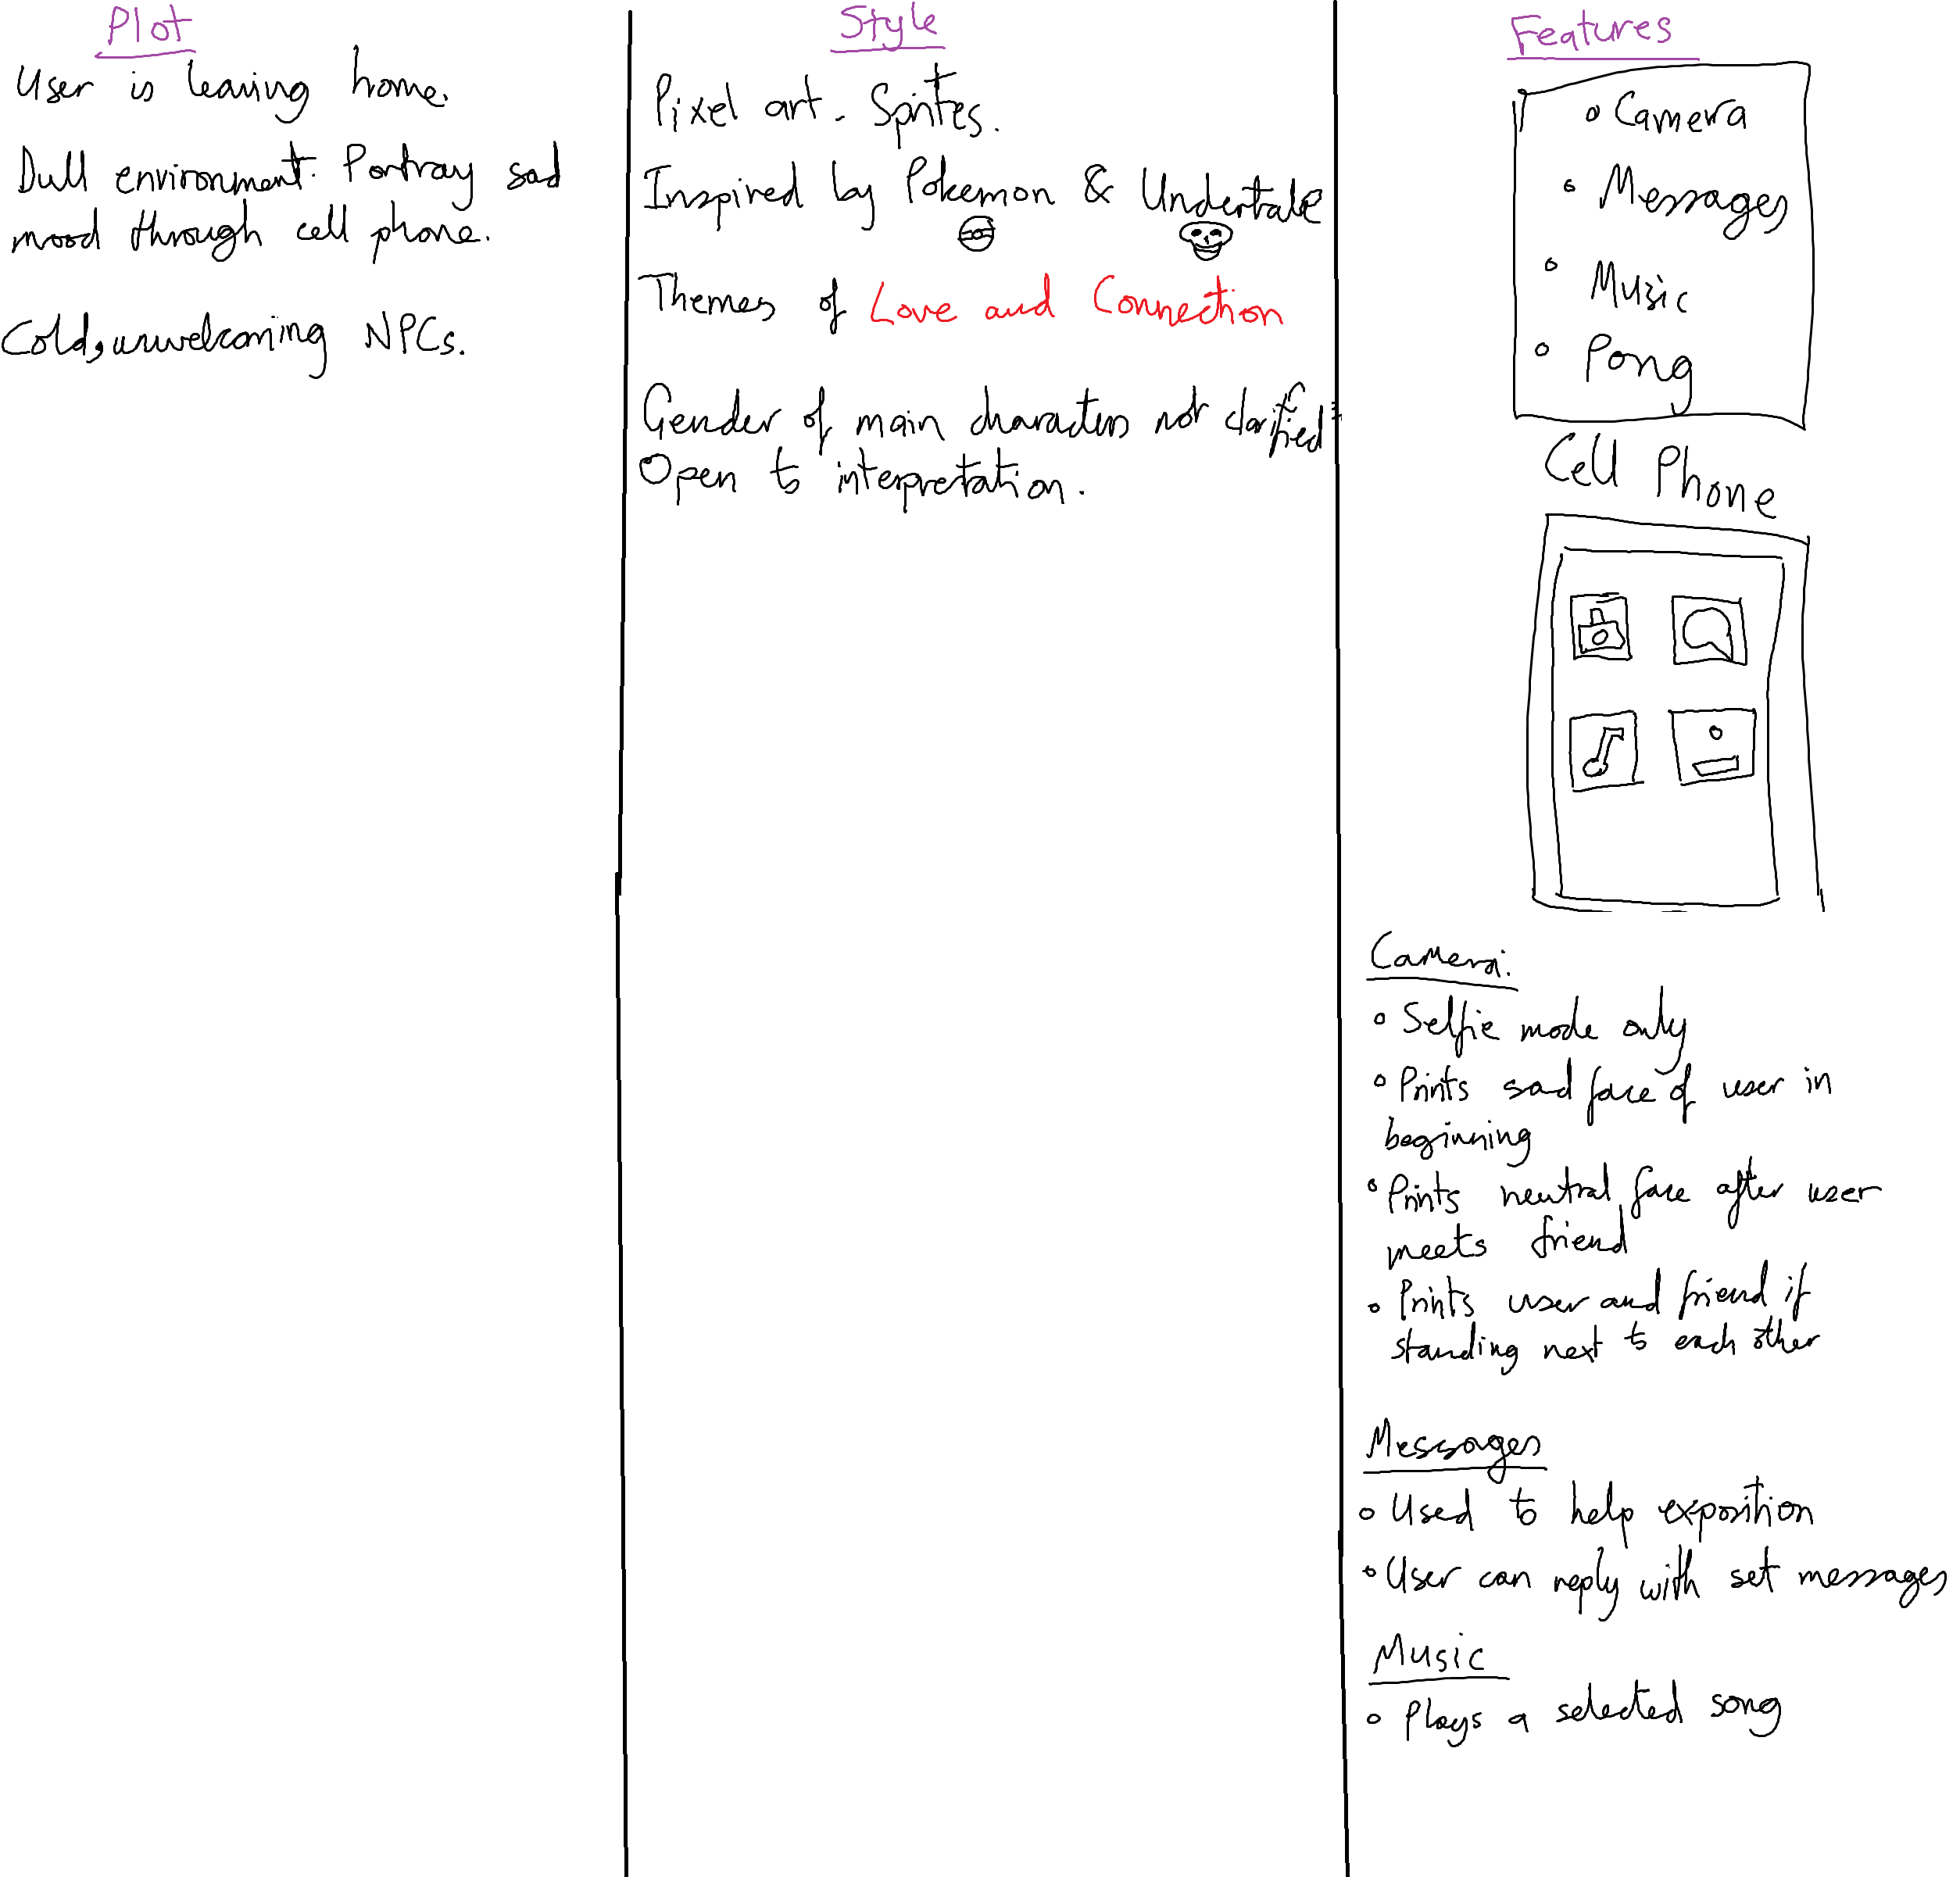 Plot
User is leaving home.
Dull environment. Portray sad
mood through cell phone.
Cold, unwelcoming NPCs.
Style
Pixel art. Sprites.
Inspired by Pokemon & Undertale
Themes of Love and Connection
Gender of main characters not clarified.
Open to interpretation.
Features
• Camera
• Messages
• Music
• Pong
Cell Phone
Camera:
• Selfie mode only
• Prints sad face of user in
beginning
• Prints neutral face after user
meets friend
• Prints user and friend if
standing next to each other
Messages
• Used to help exposition
• User can reply with set messages
Music
• Plays a selected song